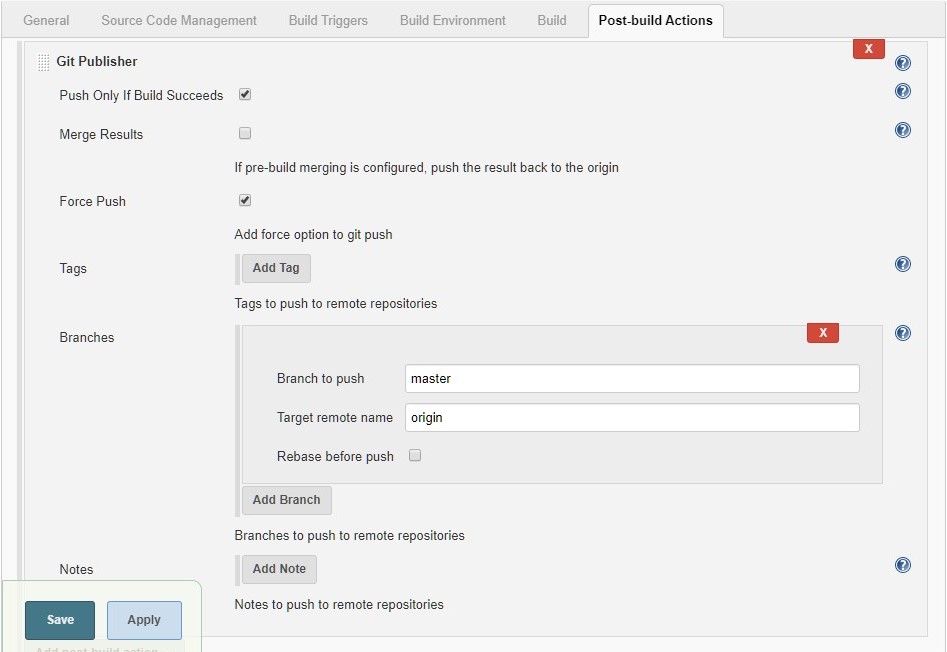 General Source Code Management Build Triggers Build Environment Build Post-build Actions
X
Git Publisher ?
Push Only If Build Succeeds ?
Merge Results ?
If pre-build merging is configured, push the result back to the origin
Force Push
Add force option to git push
Tags Add Tag ?
Tags to push to remote repositories
Branches X ?
Branch to push master
Target remote name origin
Rebase before push
Add Branch
Branches to push to remote repositories
Notes Add Note ?
Notes to push to remote repositories
Save Apply
Add post-build action